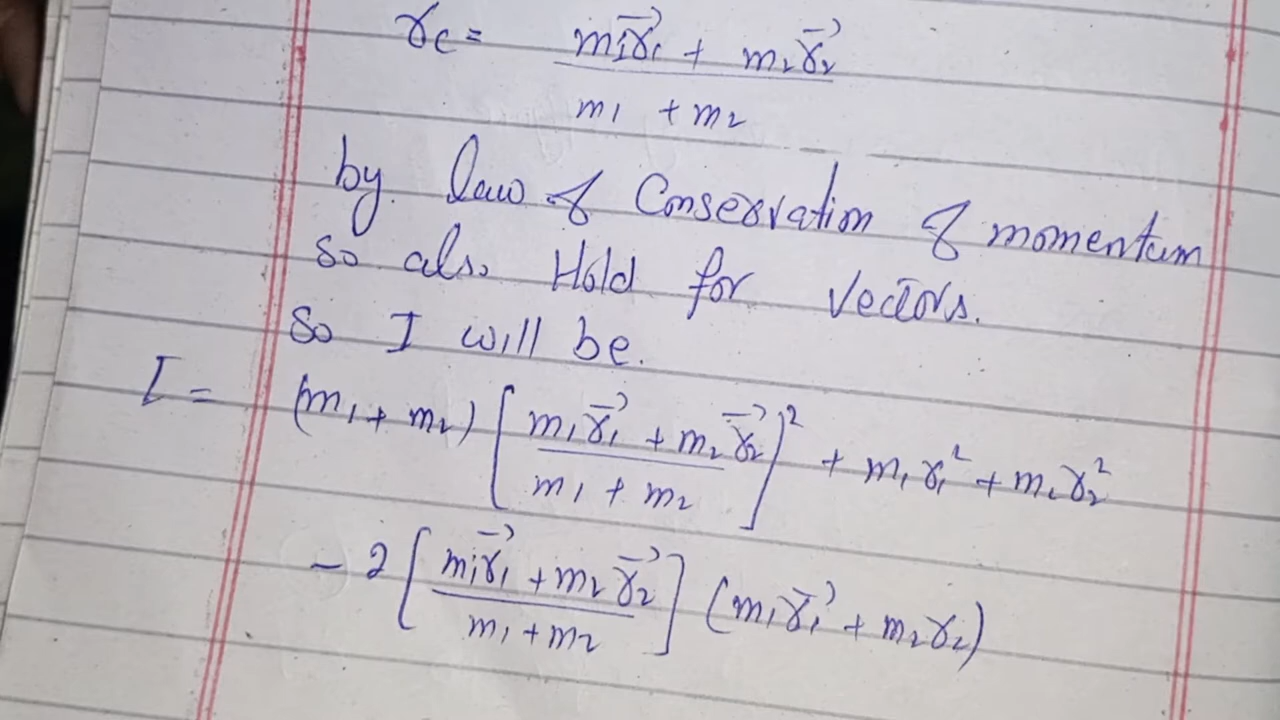 r_c = (m₁r⃗₁ + m₂r⃗₂) / (m₁ + m₂)
by law of Conservation of momentum
so also Hold for Vectors.
So I will be.
I = (m₁ + m₂) [(m₁r⃗₁ + m₂r⃗₂) / (m₁ + m₂)]² + m₁r₁² + m₂r₂²
- 2 [(m₁r⃗₁ + m₂r⃗₂) / (m₁ + m₂)] (m₁r⃗₁ + m₂r₂)